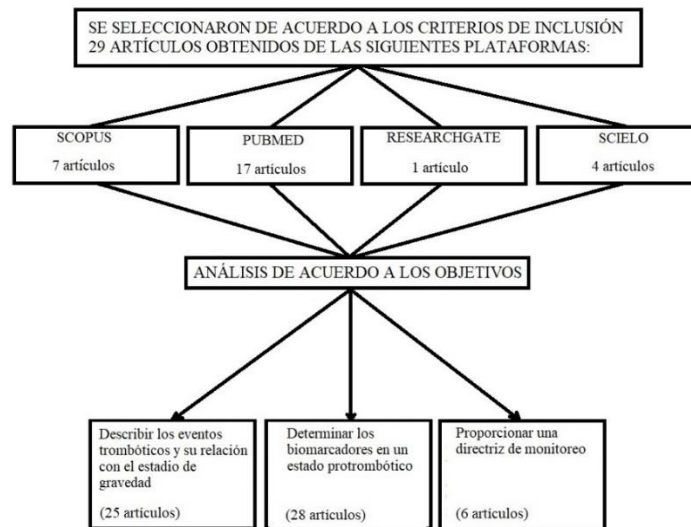 SE SELECCIONARON DE ACUERDO A LOS CRITERIOS DE INCLUSIÓN
29 ARTÍCULOS OBTENIDOS DE LAS SIGUIENTES PLATAFORMAS:
SCOPUS
7 artículos
PUBMED
17 artículos
RESEARCHGATE
1 artículo
SCIELO
4 artículos
ANÁLISIS DE ACUERDO A LOS OBJETIVOS
Describir los eventos
trombóticos y su relación
con el estadio de
gravedad
(25 artículos)
Determinar los
biomarcadores en un
estado protrombótico
(28 artículos)
Proporcionar una
directriz de monitoreo
(6 artículos)